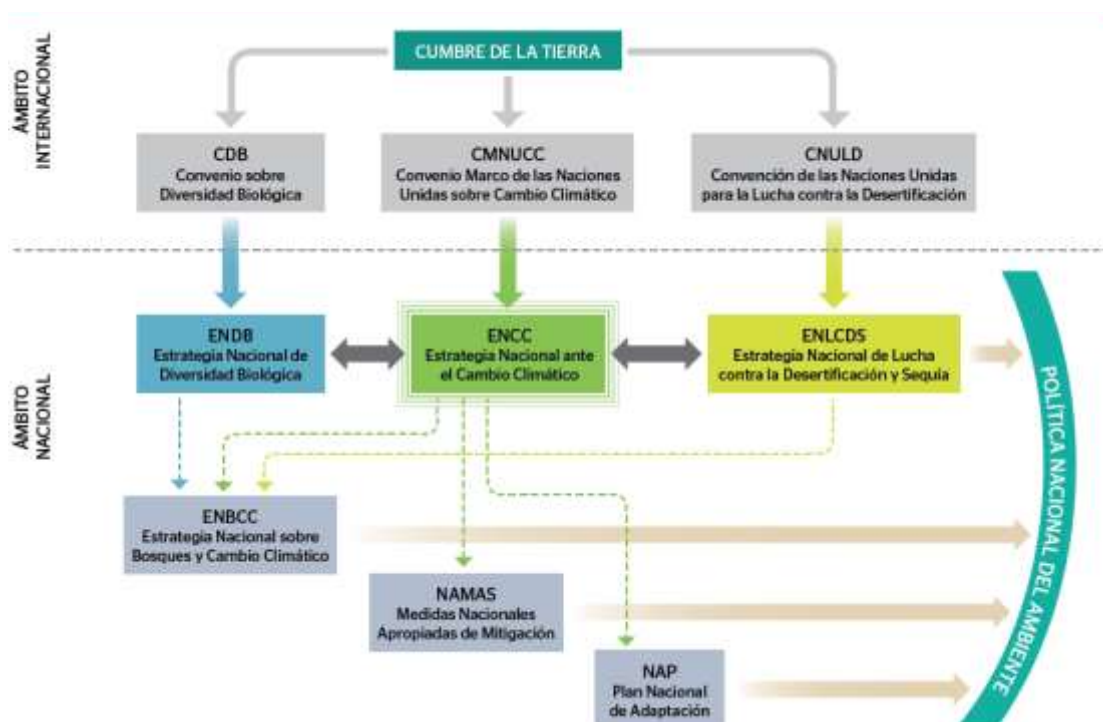 ÁMBITO
INTERNACIONAL
CUMBRE DE LA TIERRA
CDB
Convenio sobre
Diversidad Biológica
CMNUCC
Convenio Marco de las Naciones
Unidas sobre Cambio Climático
CNULD
Convención de las Naciones Unidas
para la Lucha contra la Desertificación
ÁMBITO
NACIONAL
ENDB
Estrategia Nacional de
Diversidad Biológica
ENCC
Estrategia Nacional ante
el Cambio Climático
ENLCDS
Estrategia Nacional de Lucha
contra la Desertificación y Sequía
ENBCC
Estrategia Nacional sobre
Bosques y Cambio Climático
NAMAS
Medidas Nacionales
Apropiadas de Mitigación
NAP
Plan Nacional
de Adaptación
POLÍTICA NACIONAL DEL AMBIENTE